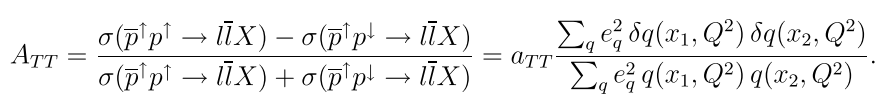 $A_{TT} = \frac{\sigma(\overline{p}^{\uparrow}p^{\uparrow} \to l\overline{l}X) - \sigma(\overline{p}^{\uparrow}p^{\downarrow} \to l\overline{l}X)}{\sigma(\overline{p}^{\uparrow}p^{\uparrow} \to l\overline{l}X) + \sigma(\overline{p}^{\uparrow}p^{\downarrow} \to l\overline{l}X)} = a_{TT} \frac{\sum_q e_q^2 \, \delta q(x_1, Q^2) \, \delta q(x_2, Q^2)}{\sum_q e_q^2 \, q(x_1, Q^2) \, q(x_2, Q^2)}.$